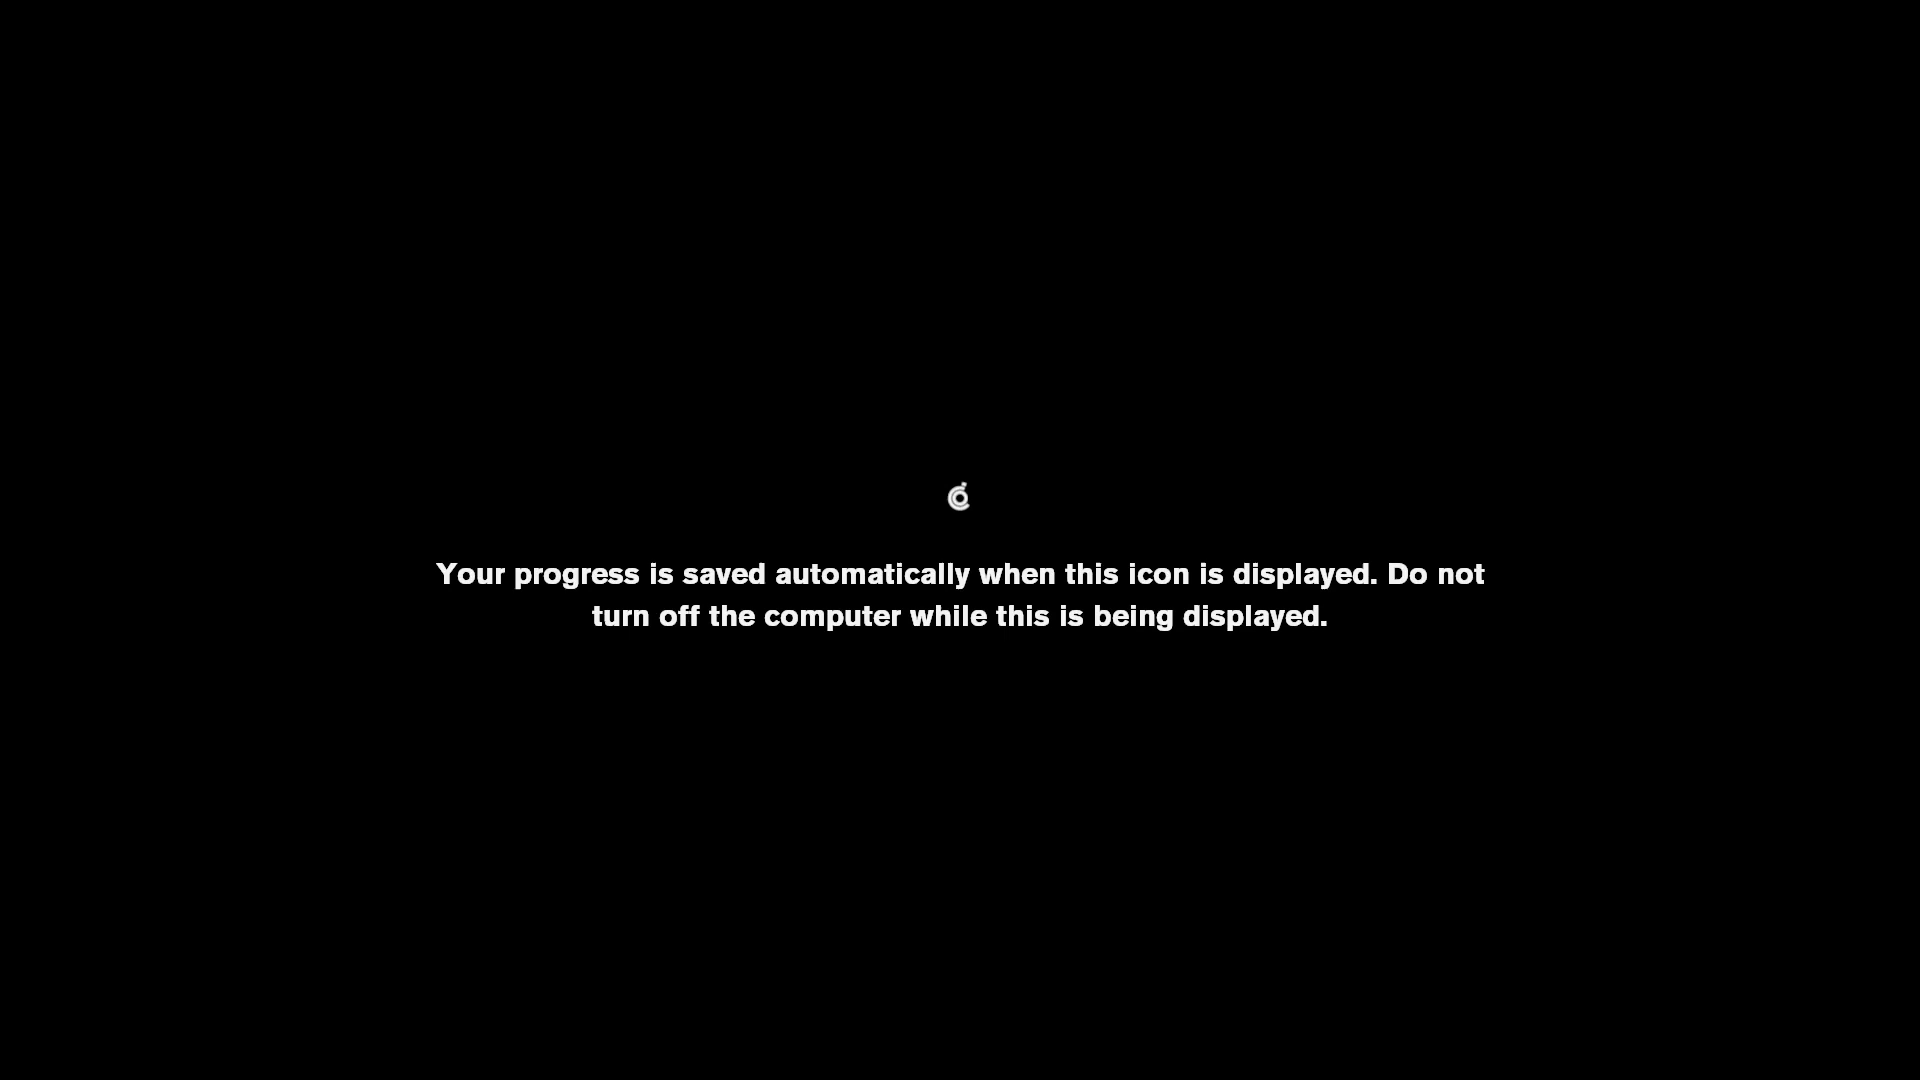 Your progress is saved automatically when this icon is displayed. Do not
turn off the computer while this is being displayed.